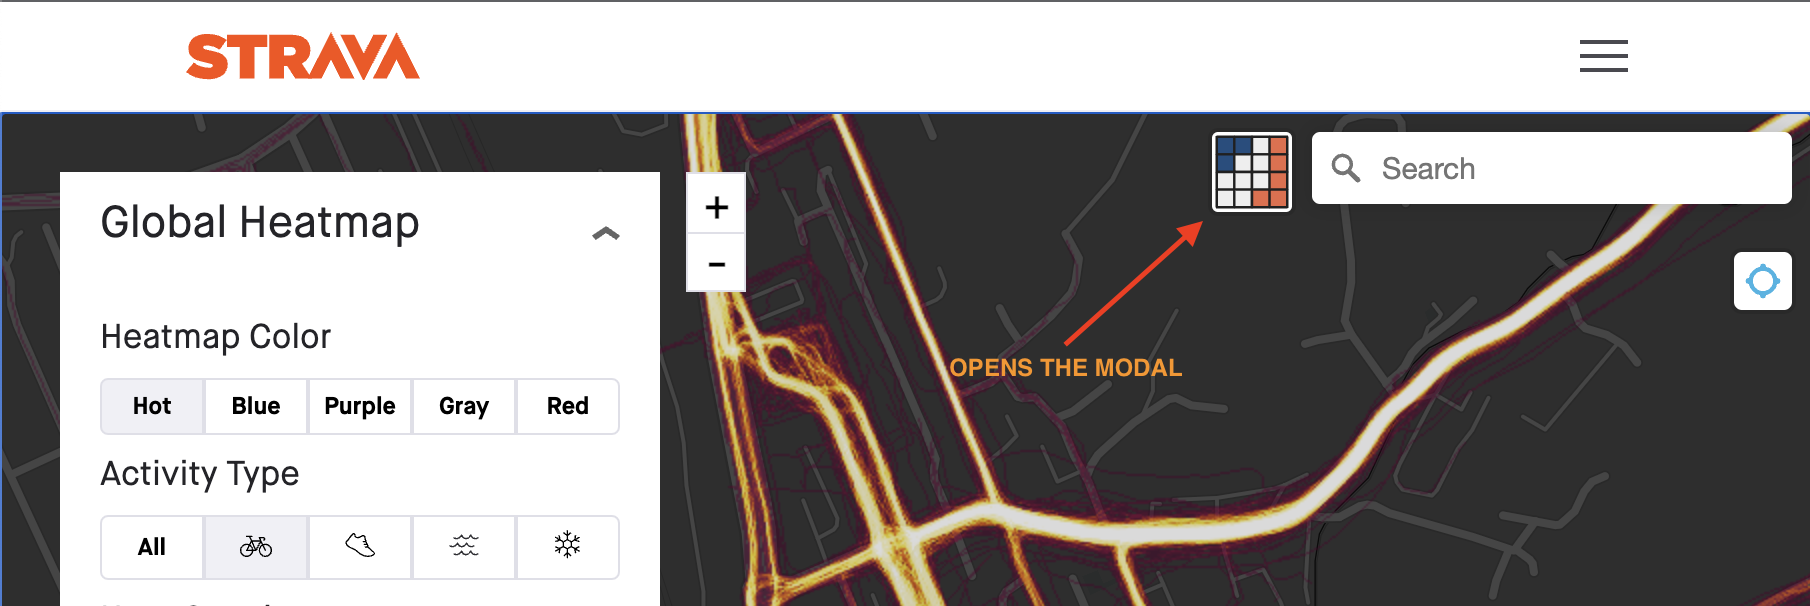 STRAVA
Search
Global Heatmap
+
-
OPENS THE MODAL
Heatmap Color
Hot Blue Purple Gray Red
Activity Type
All